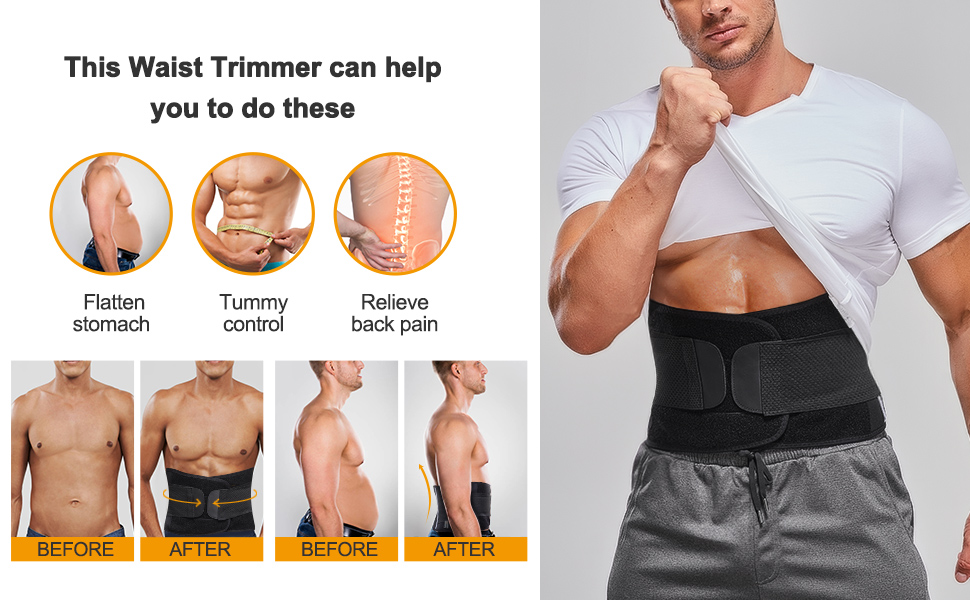 This Waist Trimmer can help
you to do these
Flatten
stomach
Tummy
control
Relieve
back pain
BEFORE
AFTER
BEFORE
AFTER